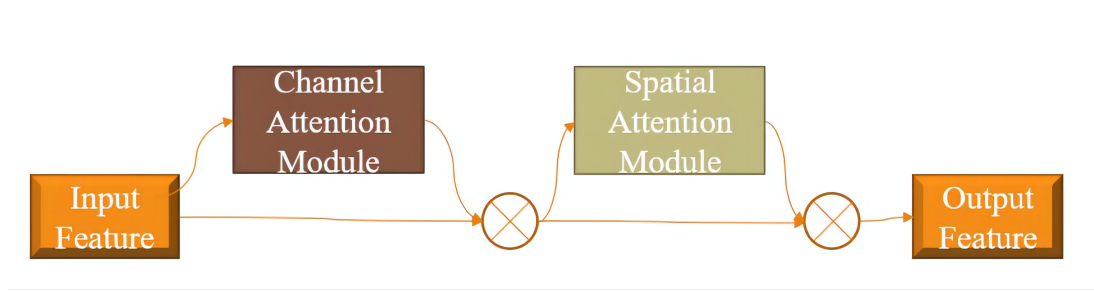 Channel
Attention
Module
Spatial
Attention
Module
Input
Feature
Output
Feature